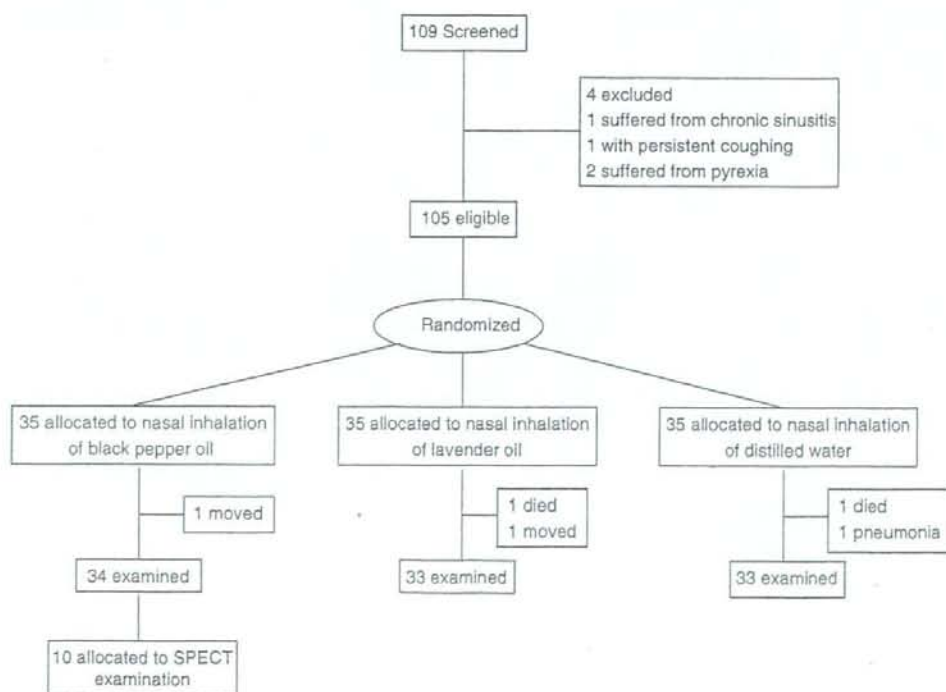 109 Screened
4 excluded
1 suffered from chronic sinusitis
1 with persistent coughing
2 suffered from pyrexia
105 eligible
Randomized
35 allocated to nasal inhalation
of black pepper oil
35 allocated to nasal inhalation
of lavender oil
35 allocated to nasal inhalation
of distilled water
1 moved
1 died
1 moved
1 died
1 pneumonia
34 examined
33 examined
33 examined
10 allocated to SPECT
examination